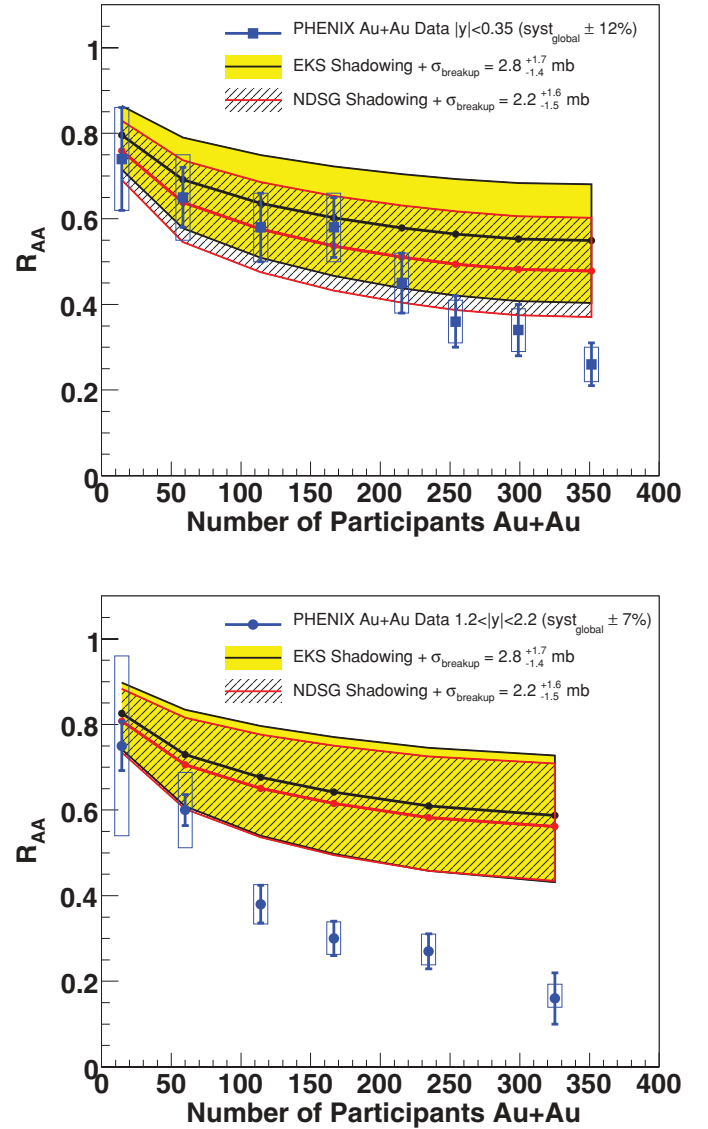 PHENIX Au+Au Data |y|<0.35 (syst_global ± 12%)
EKS Shadowing + σ_breakup = 2.8 +1.7 -1.4 mb
NDSG Shadowing + σ_breakup = 2.2 +1.6 -1.5 mb
1
0.8
0.6
0.4
0.2
0
R_AA
0 50 100 150 200 250 300 350 400
Number of Participants Au+Au
PHENIX Au+Au Data 1.2<|y|<2.2 (syst_global ± 7%)
EKS Shadowing + σ_breakup = 2.8 +1.7 -1.4 mb
NDSG Shadowing + σ_breakup = 2.2 +1.6 -1.5 mb
1
0.8
0.6
0.4
0.2
0
R_AA
0 50 100 150 200 250 300 350 400
Number of Participants Au+Au